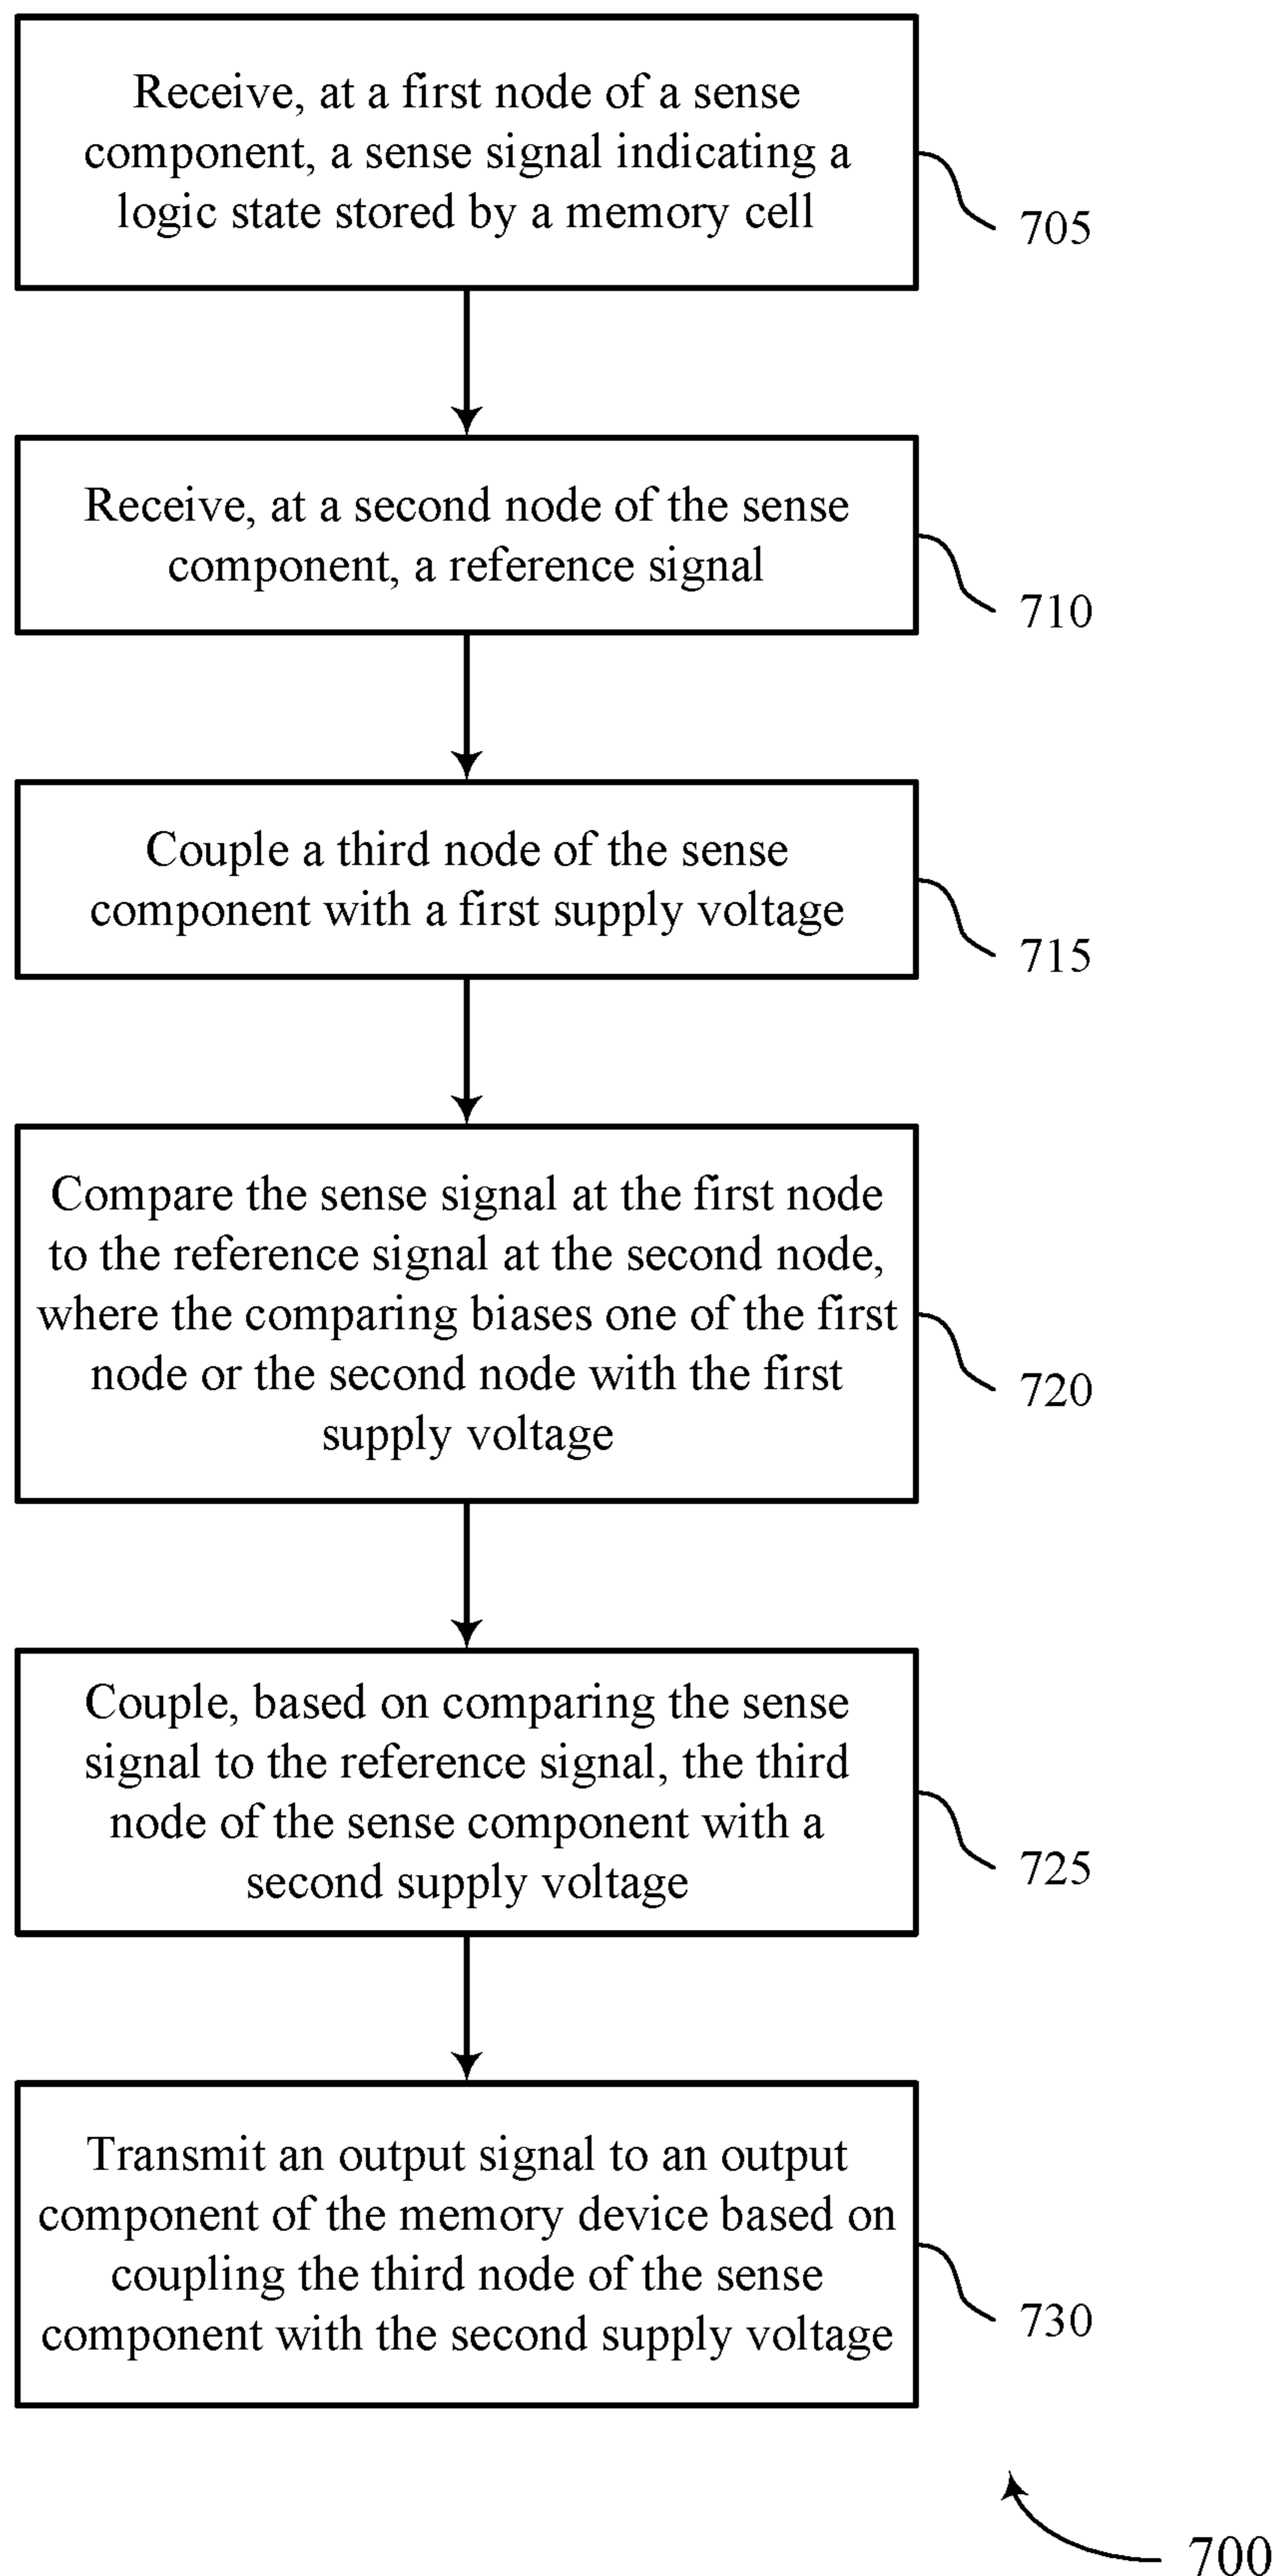 Receive, at a first node of a sense
component, a sense signal indicating a
logic state stored by a memory cell
705
Receive, at a second node of the sense
component, a reference signal
710
Couple a third node of the sense
component with a first supply voltage
715
Compare the sense signal at the first node
to the reference signal at the second node,
where the comparing biases one of the first
node or the second node with the first
supply voltage
720
Couple, based on comparing the sense
signal to the reference signal, the third
node of the sense component with a
second supply voltage
725
Transmit an output signal to an output
component of the memory device based on
coupling the third node of the sense
component with the second supply voltage
730
700